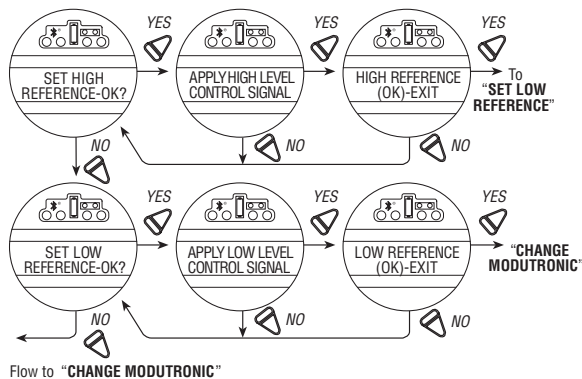 YES
YES
YES
SET HIGH
REFERENCE-OK?
APPLY HIGH LEVEL
CONTROL SIGNAL
HIGH REFERENCE
(OK)-EXIT
To
"SET LOW
REFERENCE"
NO
NO
NO
YES
YES
YES
SET LOW
REFERENCE-OK?
APPLY LOW LEVEL
CONTROL SIGNAL
LOW REFERENCE
(OK)-EXIT
"CHANGE
MODUTRONIC"
NO
NO
NO
Flow to "CHANGE MODUTRONIC"